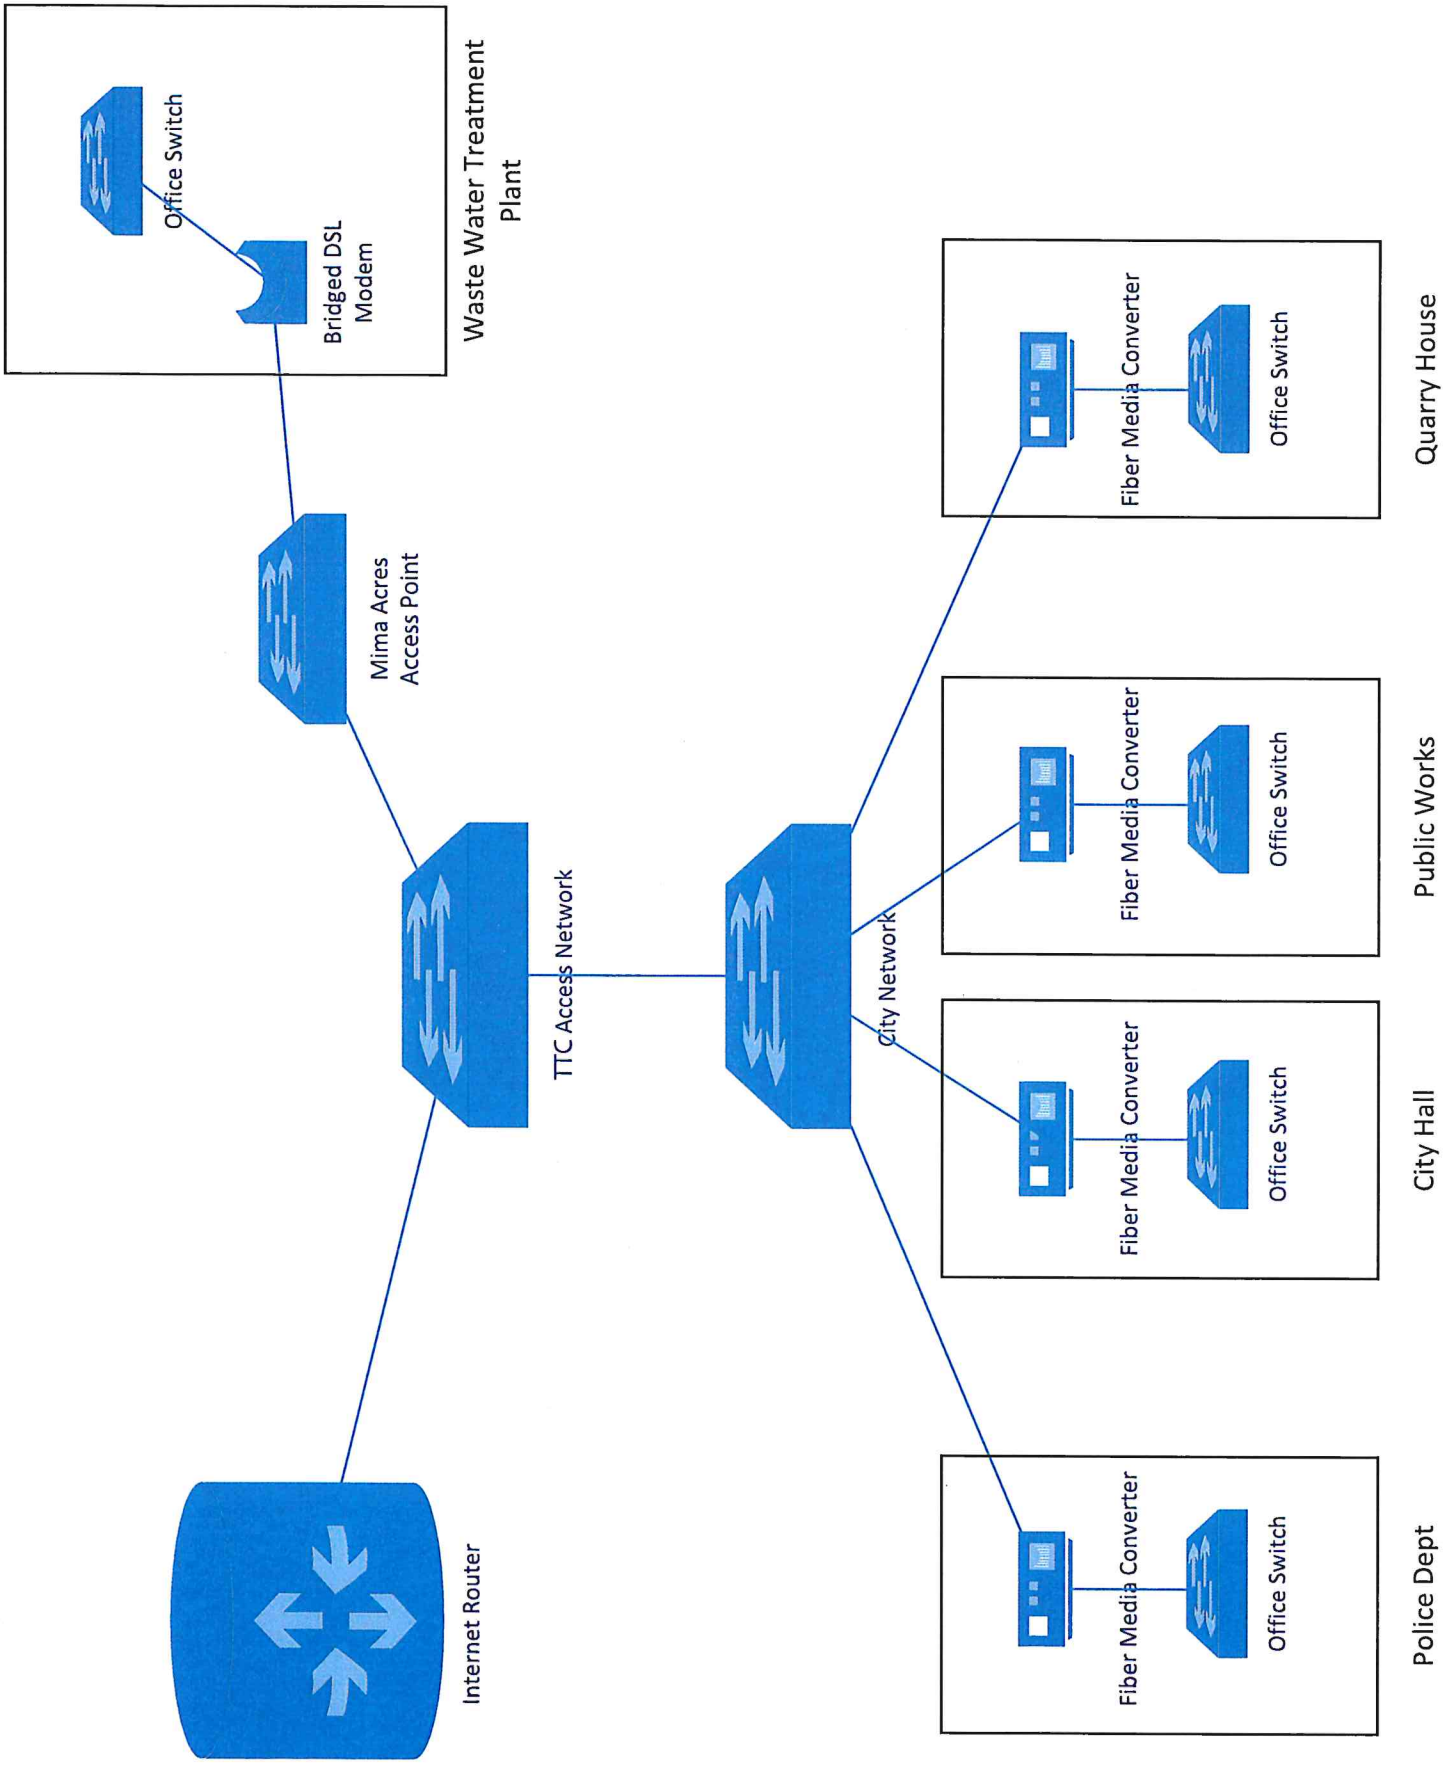 Internet Router
TTC Access Network
Mima Acres
Access Point
Office Switch
Bridged DSL
Modem
Waste Water Treatment
Plant
City Network
Fiber Media Converter
Office Switch
Police Dept
Fiber Media Converter
Office Switch
City Hall
Fiber Media Converter
Office Switch
Public Works
Fiber Media Converter
Office Switch
Quarry House